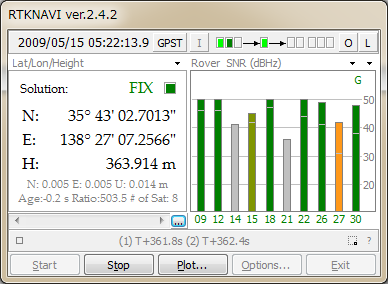 RTKNAVI ver.2.4.2
2009/05/15 05:22:13.9 GPST I O L
Lat/Lon/Height
Rover SNR (dBHz)
Solution: FIX
N: 35° 43' 02.7013"
E: 138° 27' 07.2566"
H: 363.914 m
N: 0.005 E: 0.005 U: 0.014 m
Age:-0.2 s Ratio:503.5 # of Sat: 8
...
G
50
40
30
20
09 12 14 15 18 21 22 26 27 30
(1) T+361.8s (2) T+362.4s
?
Start Stop Plot... Options... Exit